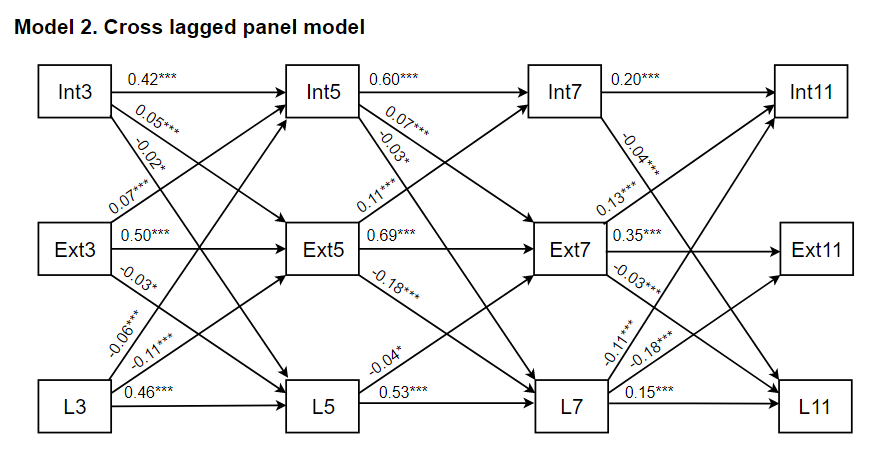 Model 2. Cross lagged panel model
Int3
0.42***
Int5
0.60***
Int7
0.20***
Int11
0.05***
-0.02*
0.07***
-0.03*
-0.04***
0.07***
0.11***
0.13***
Ext3
0.50***
Ext5
0.69***
Ext7
0.35***
Ext11
-0.03*
-0.18***
-0.03***
-0.06***
-0.11***
-0.04*
-0.11***
-0.18***
L3
0.46***
L5
0.53***
L7
0.15***
L11